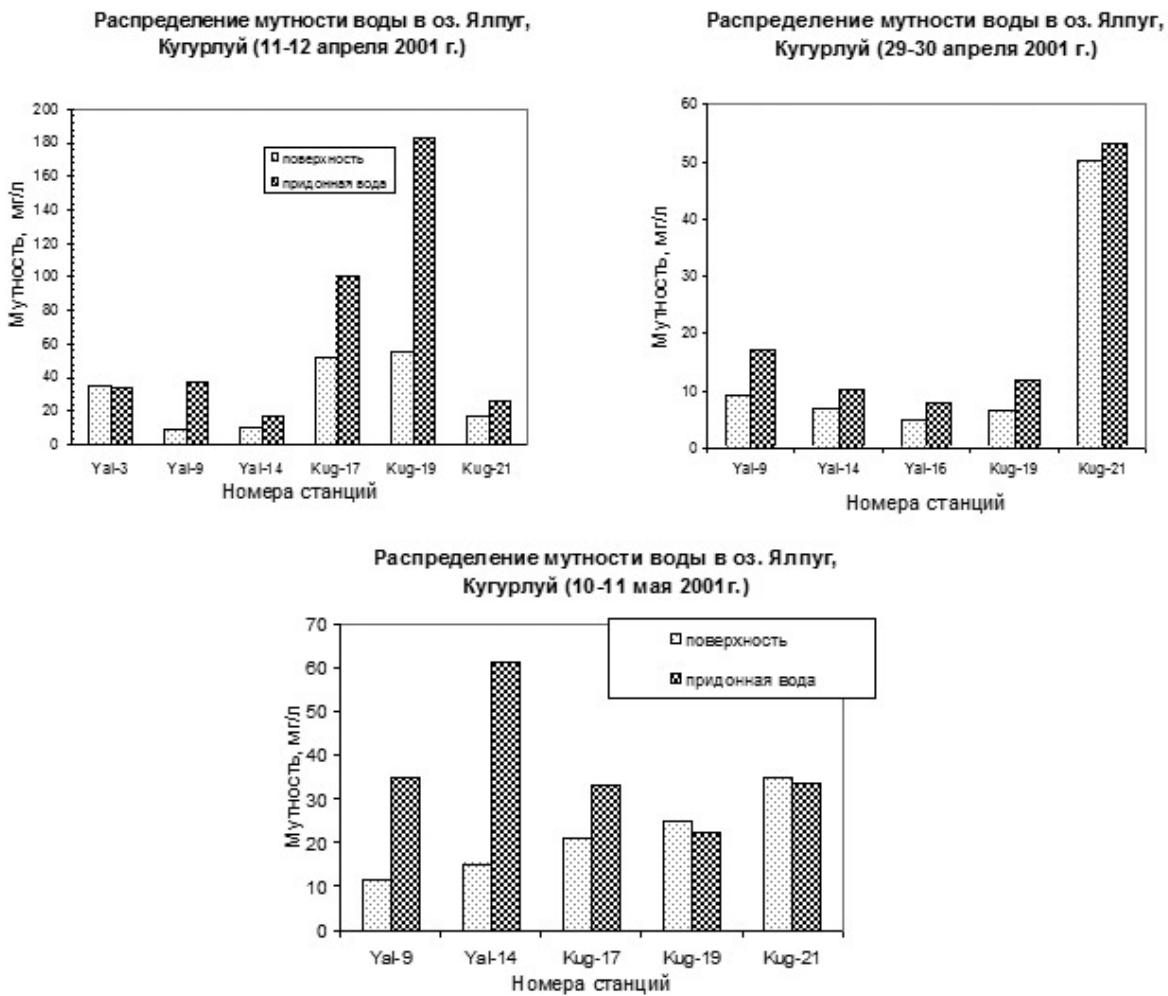 Распределение мутности воды в оз. Ялпуг,
Кугурлуй (11-12 апреля 2001 г.)
200
180
160
140
120
100
80
60
40
20
0
Мутность, мг/л
поверхность
придонная вода
Yal-3 Yal-9 Yal-14 Kug-17 Kug-19 Kug-21
Номера станций
Распределение мутности воды в оз. Ялпуг,
Кугурлуй (29-30 апреля 2001 г.)
60
50
40
30
20
10
0
Мутность, мг/л
Yal-9 Yal-14 Yal-16 Kug-19 Kug-21
Номера станций
Распределение мутности воды в оз. Ялпуг,
Кугурлуй (10-11 мая 2001г.)
70
60
50
40
30
20
10
0
Мутность, мг/л
поверхность
придонная вода
Yal-9 Yal-14 Kug-17 Kug-19 Kug-21
Номера станций